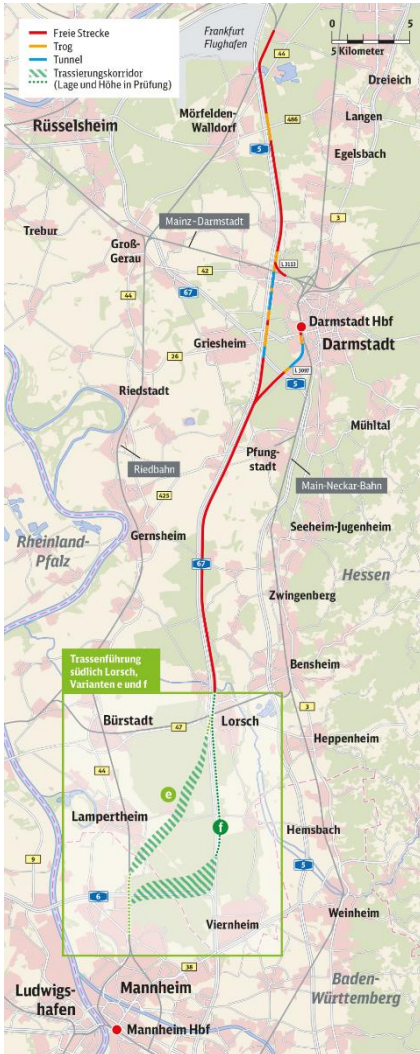 Freie Strecke
Trog
Tunnel
Trassierungskorridor
(Lage und Höhe in Prüfung)
Frankfurt
Flughafen
0 5
5 Kilometer
44
Dreieich
Rüsselsheim
Mörfelden-
Walldorf
486
Langen
5
Egelsbach
Trebur
3
Mainz-Darmstadt
Groß-
Gerau
42
L 3113
44
67
Darmstadt Hbf
Griesheim
Darmstadt
26
L 3097
5
Riedstadt
Mühltal
Riedbahn
Pfung-
stadt
Main-Neckar-Bahn
425
Rheinland-
Pfalz
Gernsheim
Seeheim-Jugenheim
67
Hessen
Zwingenberg
Trassenführung
südlich Lorsch,
Varianten e und f
Bensheim
Bürstadt
47
Lorsch
3
Heppenheim
44
e
Lampertheim
f
Hemsbach
9
5
6
Viernheim
Weinheim
38
Ludwigs-
hafen
Mannheim
Baden-
Württemberg
Mannheim Hbf